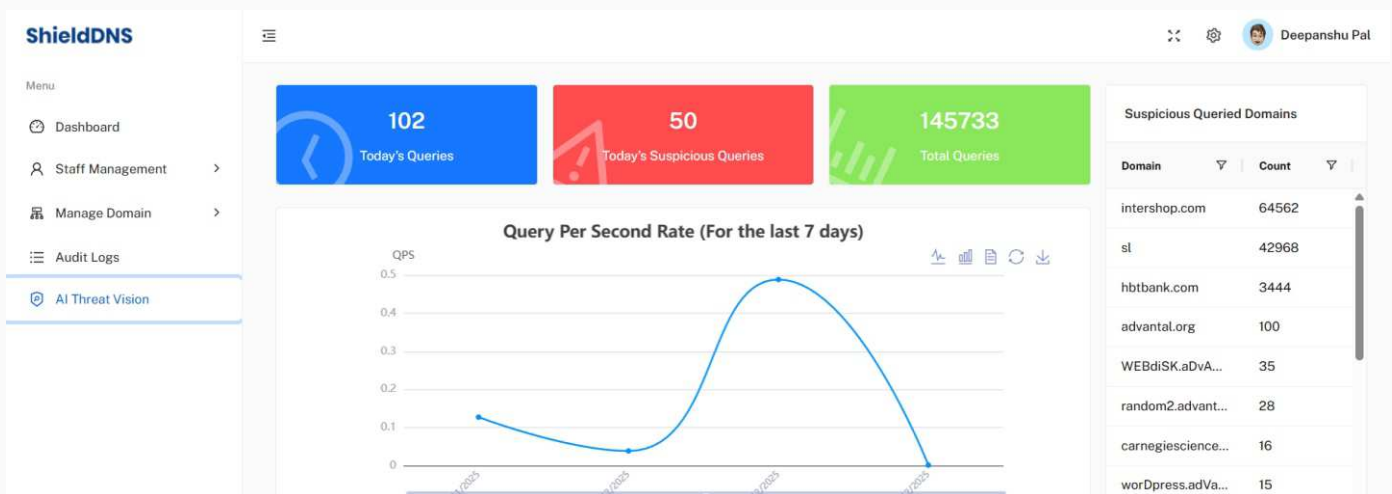 ShieldDNS
Deepanshu Pal
Menu
Dashboard
Staff Management
Manage Domain
Audit Logs
AI Threat Vision
102
Today's Queries
50
Today's Suspicious Queries
145733
Total Queries
Query Per Second Rate (For the last 7 days)
QPS
0.5
0.4
0.3
0.2
0.1
0
Suspicious Queried Domains
Domain Count
intershop.com 64562
sl 42968
hbtbank.com 3444
advantal.org 100
WEBdiSK.aDvA... 35
random2.advant... 28
carnegiescience... 16
worDpress.adVa... 15